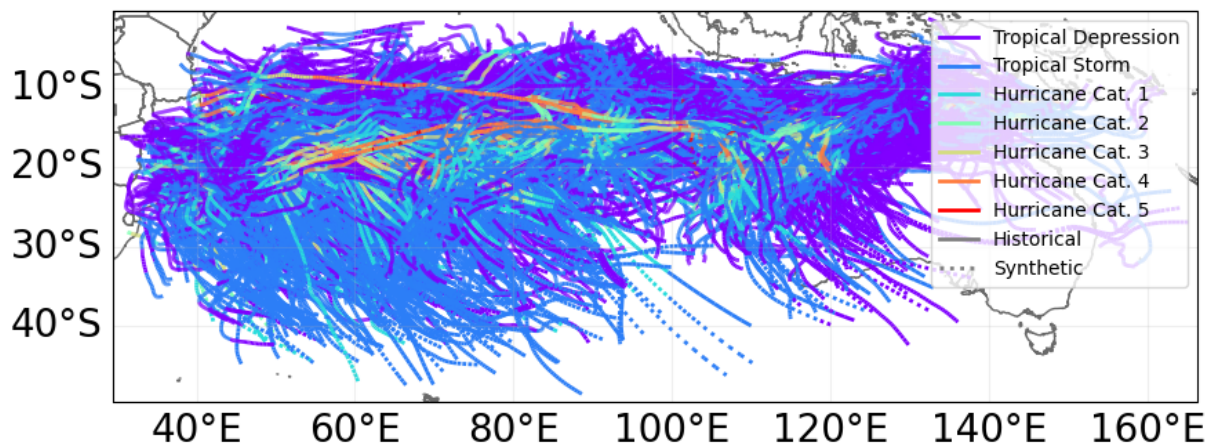 10°S
20°S
30°S
40°S
40°E
60°E
80°E
100°E
120°E
140°E
160°E
Tropical Depression
Tropical Storm
Hurricane Cat. 1
Hurricane Cat. 2
Hurricane Cat. 3
Hurricane Cat. 4
Hurricane Cat. 5
Historical
Synthetic